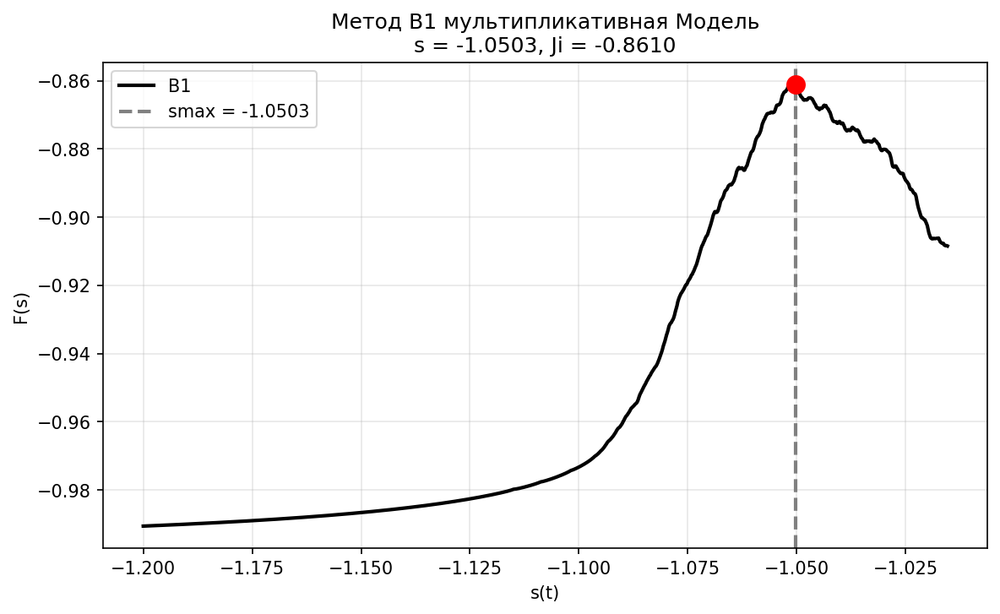 Метод B1 мультипликативная Модель
s = -1.0503, Ji = -0.8610
B1
smax = -1.0503
−0.86
−0.88
−0.90
−0.92
−0.94
−0.96
−0.98
F(s)
−1.200
−1.175
−1.150
−1.125
−1.100
−1.075
−1.050
−1.025
s(t)